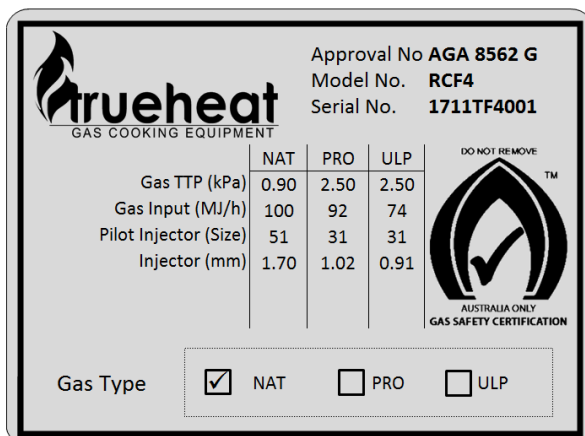 trueheat
GAS COOKING EQUIPMENT
Approval No AGA 8562 G
Model No. RCF4
Serial No. 1711TF4001
NAT PRO ULP
Gas TTP (kPa) 0.90 2.50 2.50
Gas Input (MJ/h) 100 92 74
Pilot Injector (Size) 51 31 31
Injector (mm) 1.70 1.02 0.91
DO NOT REMOVE
TM
AUSTRALIA ONLY
GAS SAFETY CERTIFICATION
Gas Type NAT PRO ULP